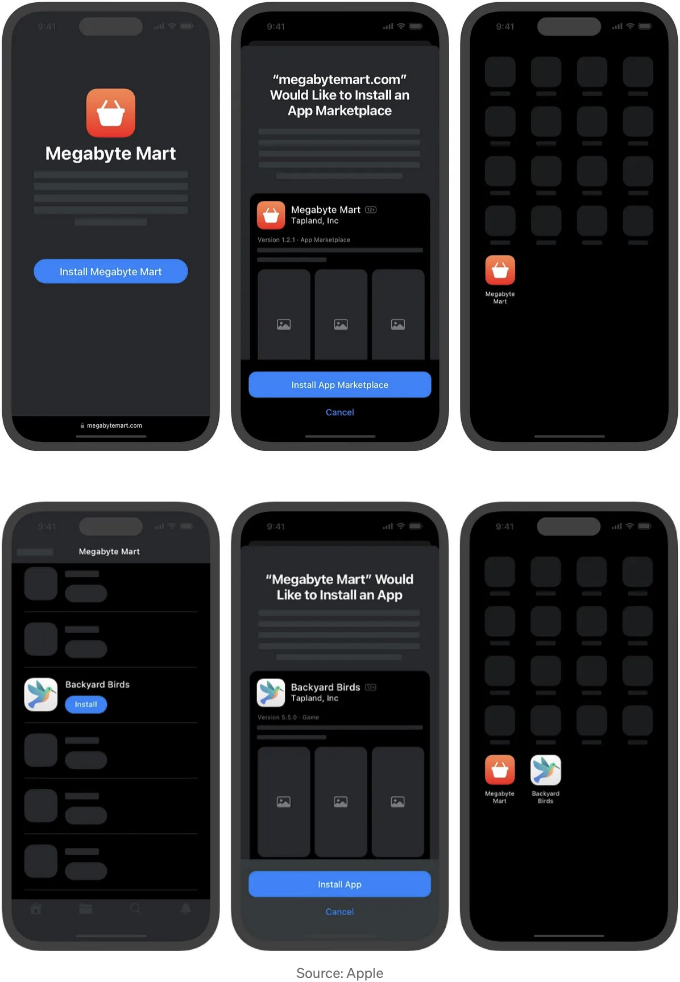 9:41
Megabyte Mart
Install Megabyte Mart
megabytemart.com
9:41
“megabytemart.com”
Would Like to Install an
App Marketplace
Megabyte Mart 12+
Tapland, Inc
Version 1.2.1 · App Marketplace
Install App Marketplace
Cancel
9:41
Megabyte
Mart
9:41
Megabyte Mart
Backyard Birds
Install
9:41
“Megabyte Mart” Would
Like to Install an App
Backyard Birds
Tapland, Inc
Version 5.5.0 · Game
Install App
Cancel
9:41
Megabyte
Mart
Backyard
Birds
Source: Apple